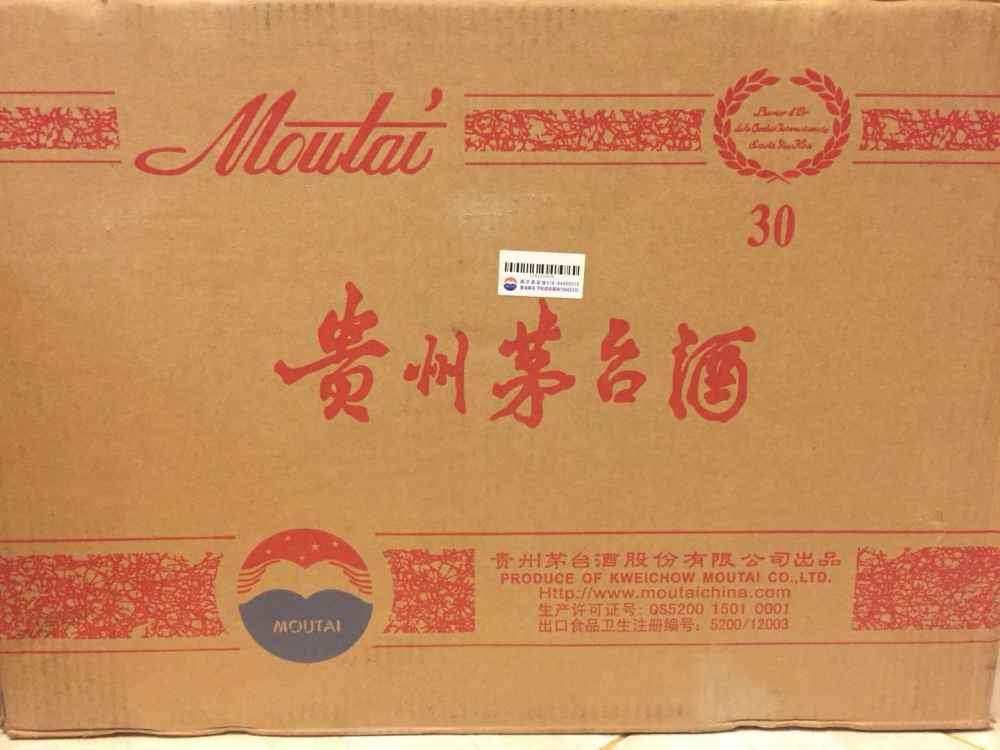 Moutai
30
贵州茅台酒
MOUTAI
贵州茅台酒股份有限公司出品
PRODUCE OF KWEICHOW MOUTAI CO.,LTD.
Http://www.moutaichina.com
生产许可证号: QS5200 1501 0001
出口食品卫生注册编号: 5200/12003